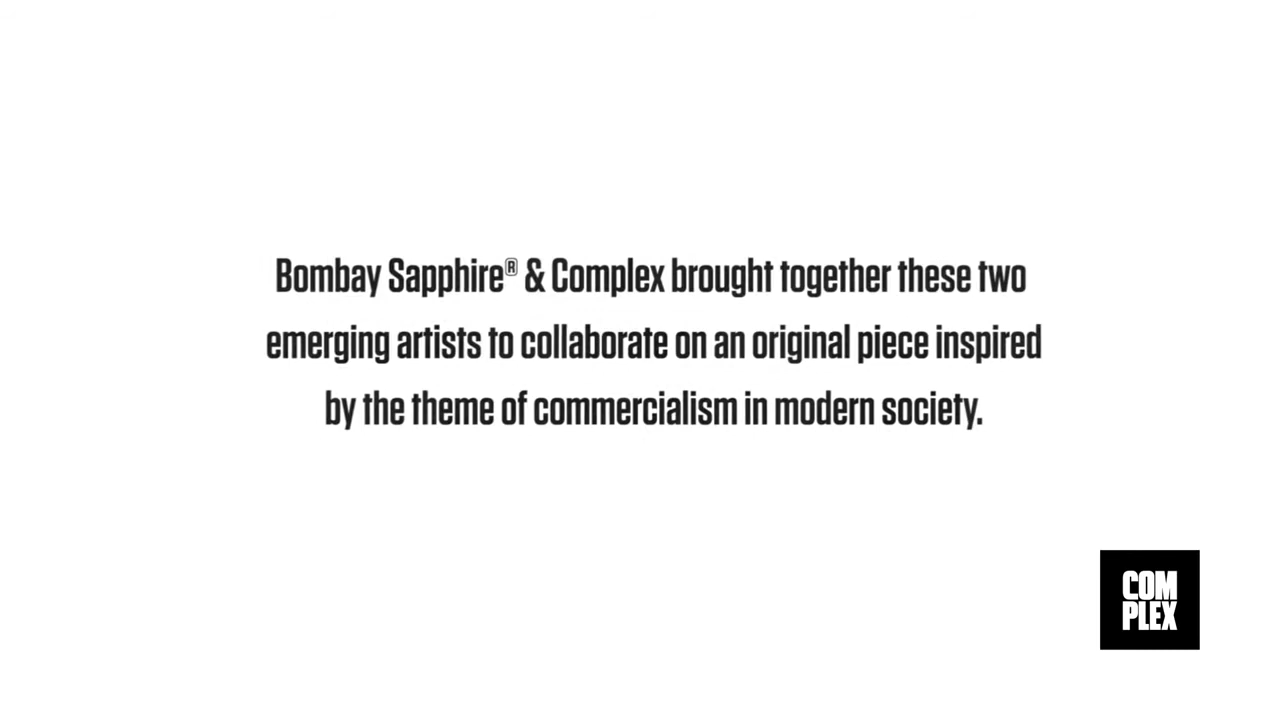 Bombay Sapphire® & Complex brought together these two
emerging artists to collaborate on an original piece inspired
by the theme of commercialism in modern society.
COM
PLEX